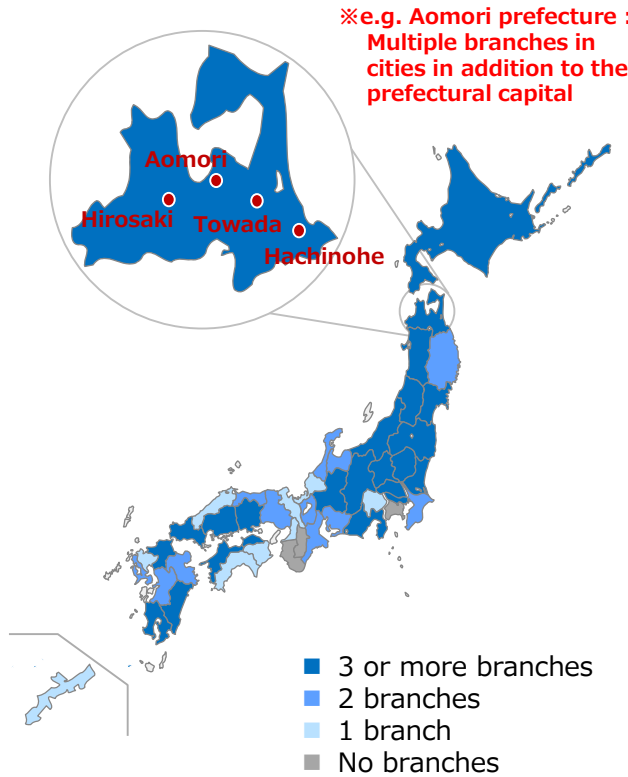 ※e.g. Aomori prefecture :
Multiple branches in
cities in addition to the
prefectural capital
Aomori
Hirosaki
Towada
Hachinohe
3 or more branches
2 branches
1 branch
No branches